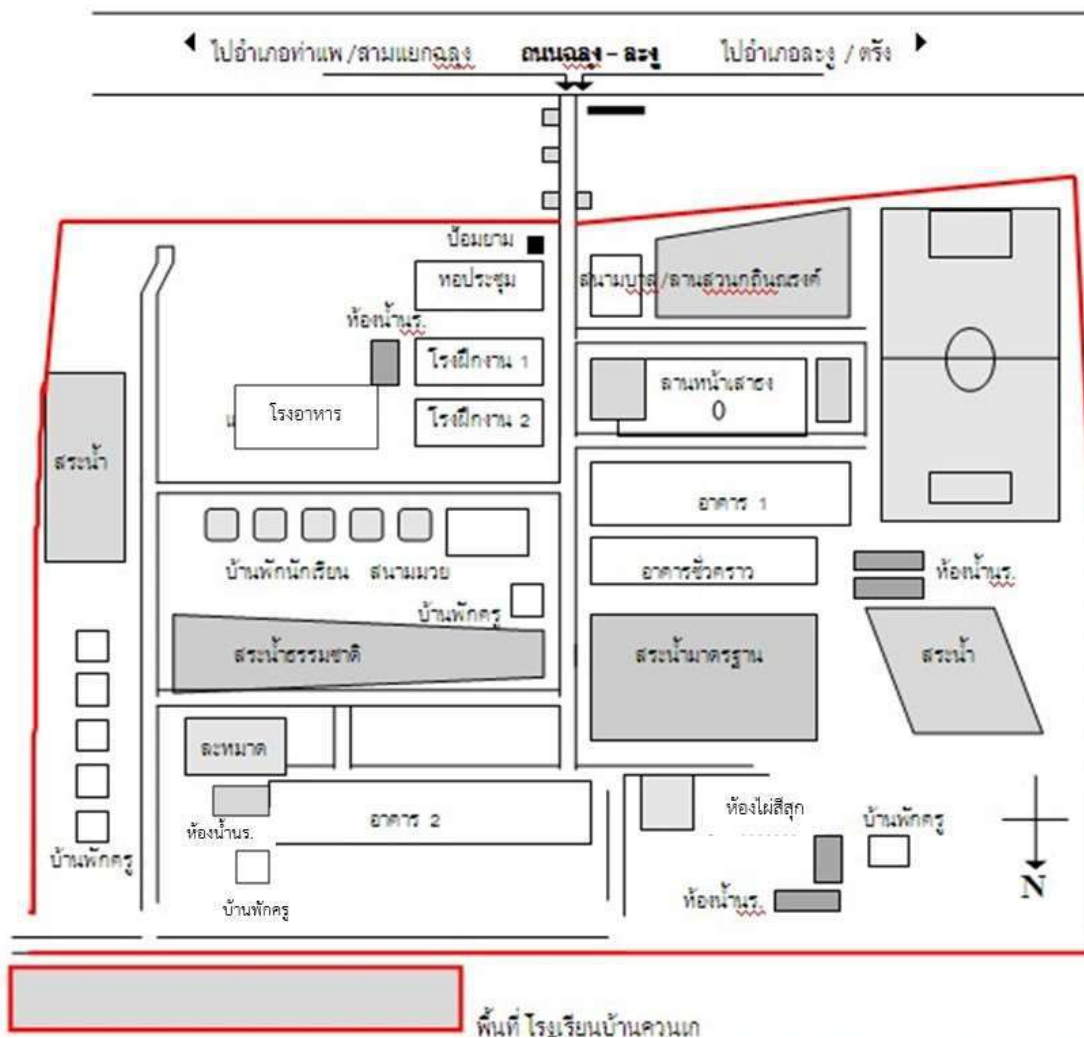 ไปอำเภอท่าแพ /สามแยกฉลุง ถนนฉลุง – ละงู ไปอำเภอละงู / ตรัง
ป้อมยาม
หอประชุม
สนามบาส /ลานสวนกถินณรงค์
ห้องน้ำนร.
โรงฝึกงาน 1
ลานหน้าเสาธง
โรงอาหาร
โรงฝึกงาน 2
สระน้ำ
อาคาร 1
บ้านพักนักเรียน สนามมวย
อาคารชั่วคราว
ห้องน้ำนร.
บ้านพักครู
สระน้ำธรรมชาติ
สระน้ำมาตรฐาน
สระน้ำ
ละหมาด
ห้องไผ่สีสุก
อาคาร 2
บ้านพักครู
ห้องน้ำนร.
บ้านพักครู
N
ห้องน้ำนร.
บ้านพักครู
พื้นที่ โรงเรียนบ้านควนเก